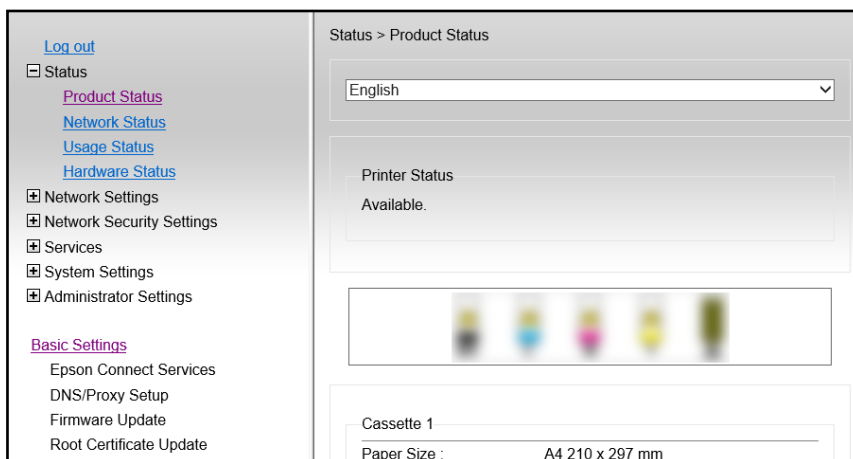 Log out
Status
Product Status
Network Status
Usage Status
Hardware Status
Network Settings
Network Security Settings
Services
System Settings
Administrator Settings
Basic Settings
Epson Connect Services
DNS/Proxy Setup
Firmware Update
Root Certificate Update
Status > Product Status
English
Printer Status
Available.
Cassette 1
Paper Size : A4 210 x 297 mm